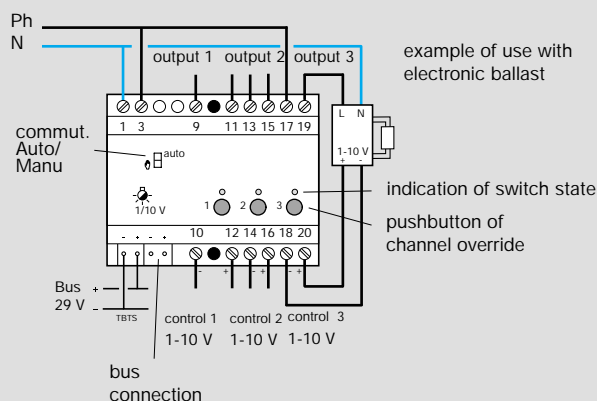 Ph
N
output 1 output 2 output 3
example of use with
electronic ballast
1 3 9 11 13 15 17 19
L N
1-10 V
+ -
commut.
Auto/
Manu
auto
1/10 V
1 2 3
indication of switch state
pushbutton of
channel override
- + - +
10 12 14 16 18 20
- + - + - +
Bus + -
29 V
TBTS
control 1 control 2 control 3
1-10 V 1-10 V 1-10 V
bus
connection